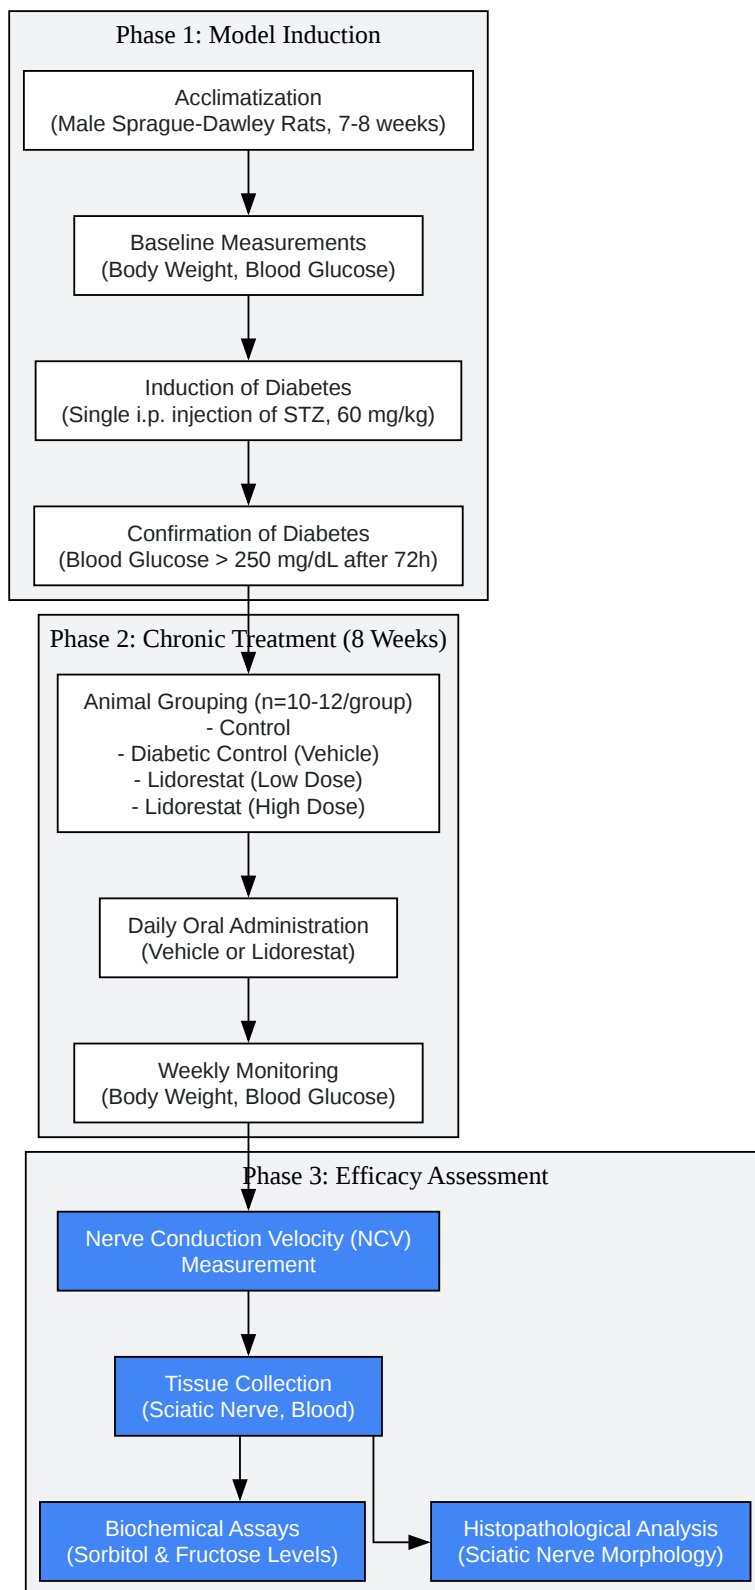 Phase 1: Model Induction
Acclimatization
(Male Sprague-Dawley Rats, 7-8 weeks)
Baseline Measurements
(Body Weight, Blood Glucose)
Induction of Diabetes
(Single i.p. injection of STZ, 60 mg/kg)
Confirmation of Diabetes
(Blood Glucose > 250 mg/dL after 72h)
Phase 2: Chronic Treatment (8 Weeks)
Animal Grouping (n=10-12/group)
- Control
- Diabetic Control (Vehicle)
- Lidorestat (Low Dose)
- Lidorestat (High Dose)
Daily Oral Administration
(Vehicle or Lidorestat)
Weekly Monitoring
(Body Weight, Blood Glucose)
Phase 3: Efficacy Assessment
Nerve Conduction Velocity (NCV)
Measurement
Tissue Collection
(Sciatic Nerve, Blood)
Biochemical Assays
(Sorbitol & Fructose Levels)
Histopathological Analysis
(Sciatic Nerve Morphology)